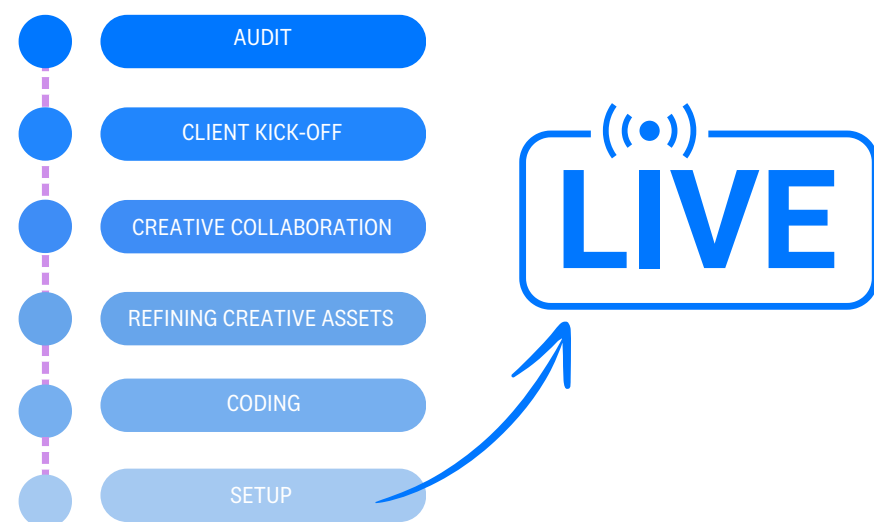 AUDIT
CLIENT KICK-OFF
CREATIVE COLLABORATION
REFINING CREATIVE ASSETS
CODING
SETUP
LIVE